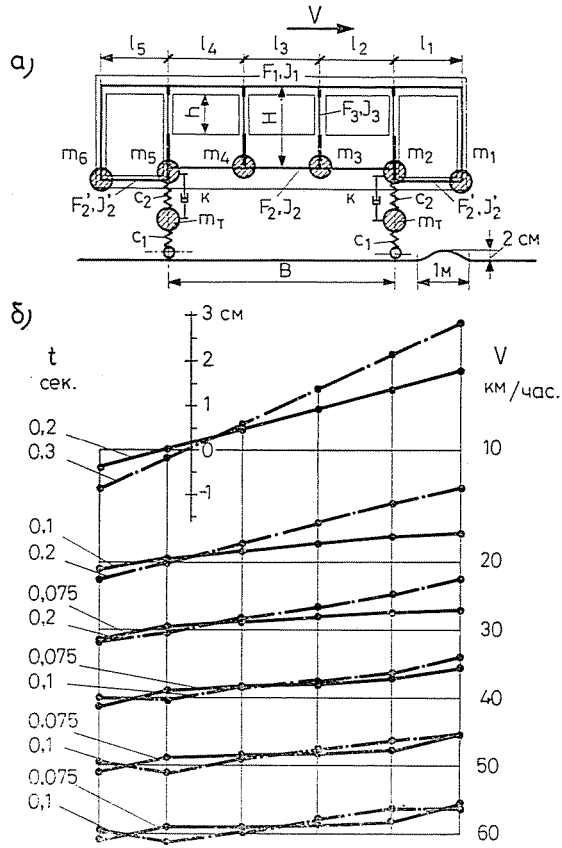 V
а) l₅ l₄ l₃ l₂ l₁
F₁,J₁
h H F₃,J₃
m₆ m₅ m₄ m₃ m₂ m₁
F₂',J₂' c₂ к F₂,J₂ к c₂ F₂',J₂'
mт mт
c₁ c₁
2 см
B 1м
б)
3 см
t 2 V
сек. 1 км/час.
0,2
0,3 0 10
-1
0,1
0,2 20
0,075
0,2 30
0,075
0,1 40
0,075
0,1 50
0,075
0,1 60